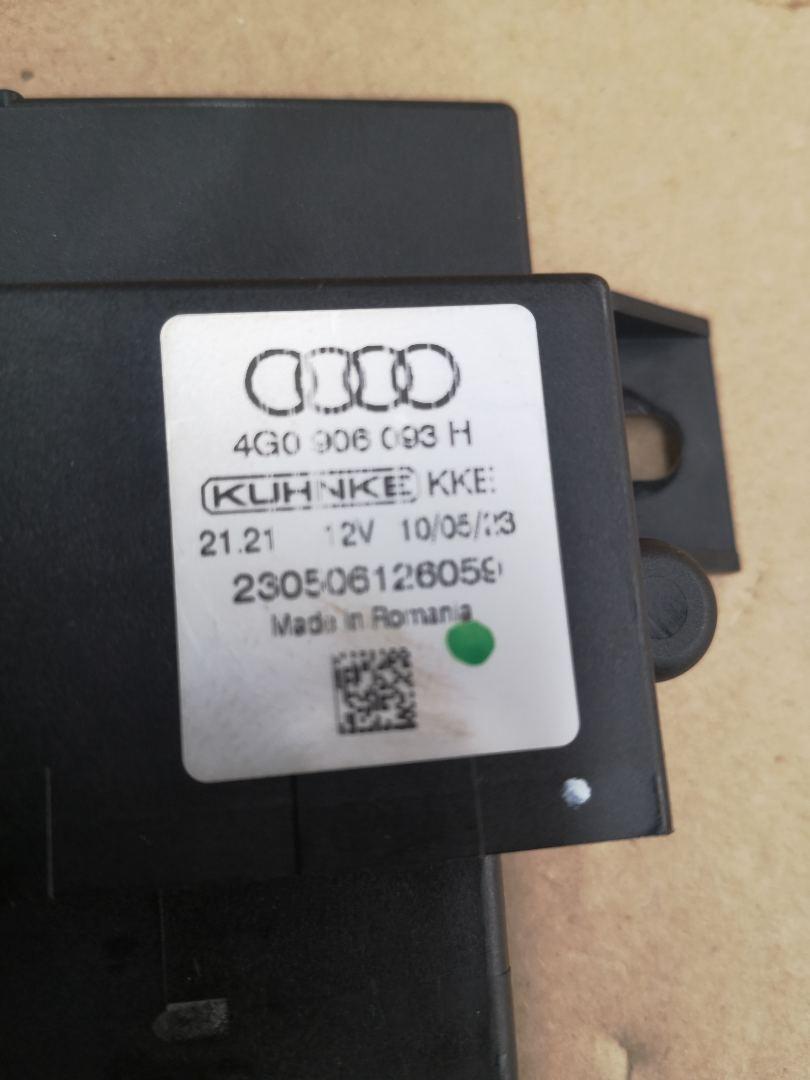 4G0 906 093 H
KUHNKE KKE
21.21 12V 10/05/23
230506126059
Made in Romania